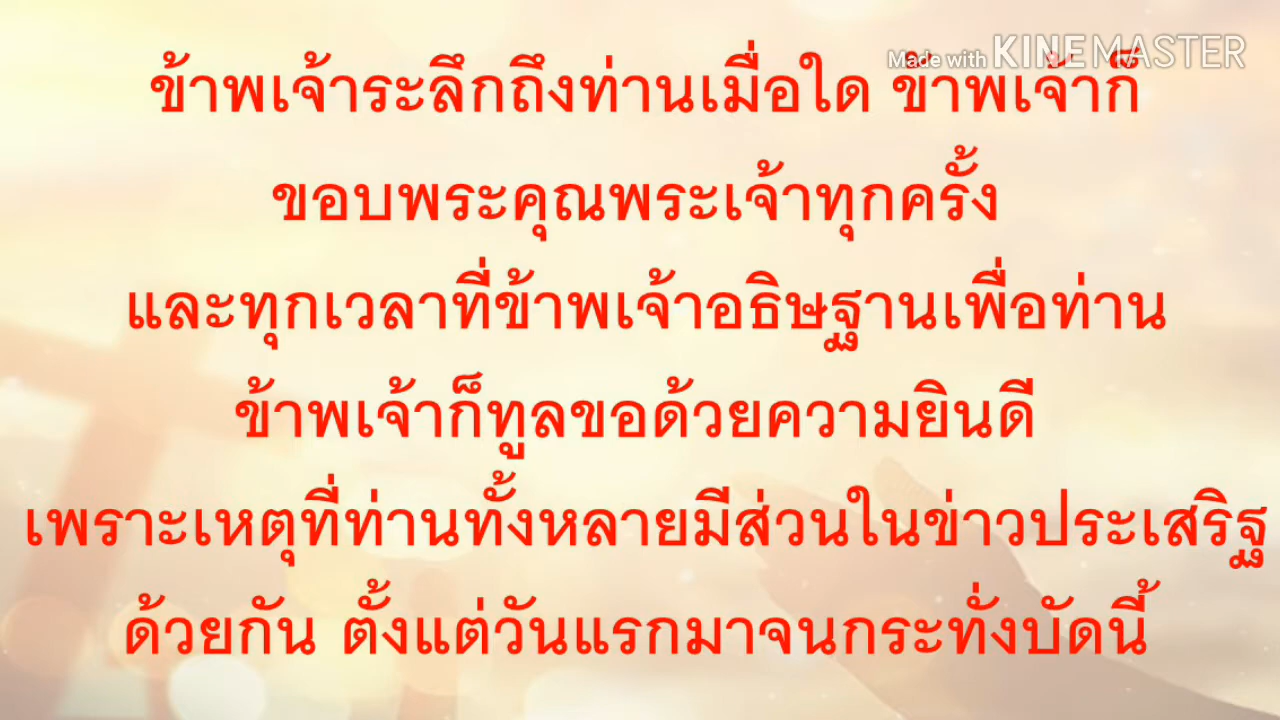 Made with KINEMASTER
ข้าพเจ้าระลึกถึงท่านเมื่อใด ข้าพเจ้าก็
ขอบพระคุณพระเจ้าทุกครั้ง
และทุกเวลาที่ข้าพเจ้าอธิษฐานเพื่อท่าน
ข้าพเจ้าก็ทูลขอด้วยความยินดี
เพราะเหตุที่ท่านทั้งหลายมีส่วนในข่าวประเสริฐ
ด้วยกัน ตั้งแต่วันแรกมาจนกระทั่งบัดนี้